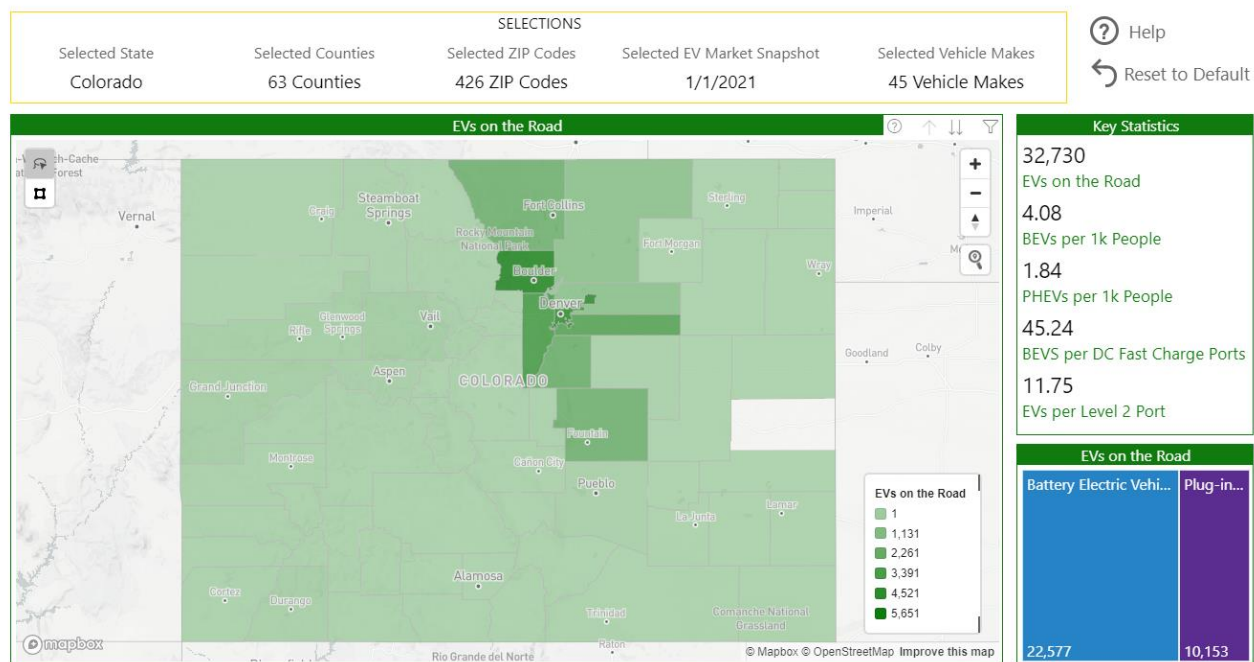 SELECTIONS
Selected State
Selected Counties
Selected ZIP Codes
Selected EV Market Snapshot
Selected Vehicle Makes
Colorado
63 Counties
426 ZIP Codes
1/1/2021
45 Vehicle Makes
Help
Reset to Default
EVs on the Road
ch-Cache
orest
Vernal
Craig
Steamboat
Springs
Fort Collins
Sterling
Imperial
Rocky Mountain
National Park
Fort Morgan
Boulder
Wray
Denver
Vail
Glenwood
Springs
Rifle
Goodland
Colby
Aspen
COLORADO
Grand Junction
Fountain
Montrose
Cañon City
Pueblo
La Junta
Lamar
Alamosa
Cortez
Durango
Trinidad
Comanche National
Grassland
Raton
Rio Grande del Norte
mapbox
© Mapbox © OpenStreetMap Improve this map
EVs on the Road
1
1,131
2,261
3,391
4,521
5,651
Key Statistics
32,730
EVs on the Road
4.08
BEVs per 1k People
1.84
PHEVs per 1k People
45.24
BEVS per DC Fast Charge Ports
11.75
EVs per Level 2 Port
EVs on the Road
Battery Electric Vehi...
Plug-in...
22,577
10,153